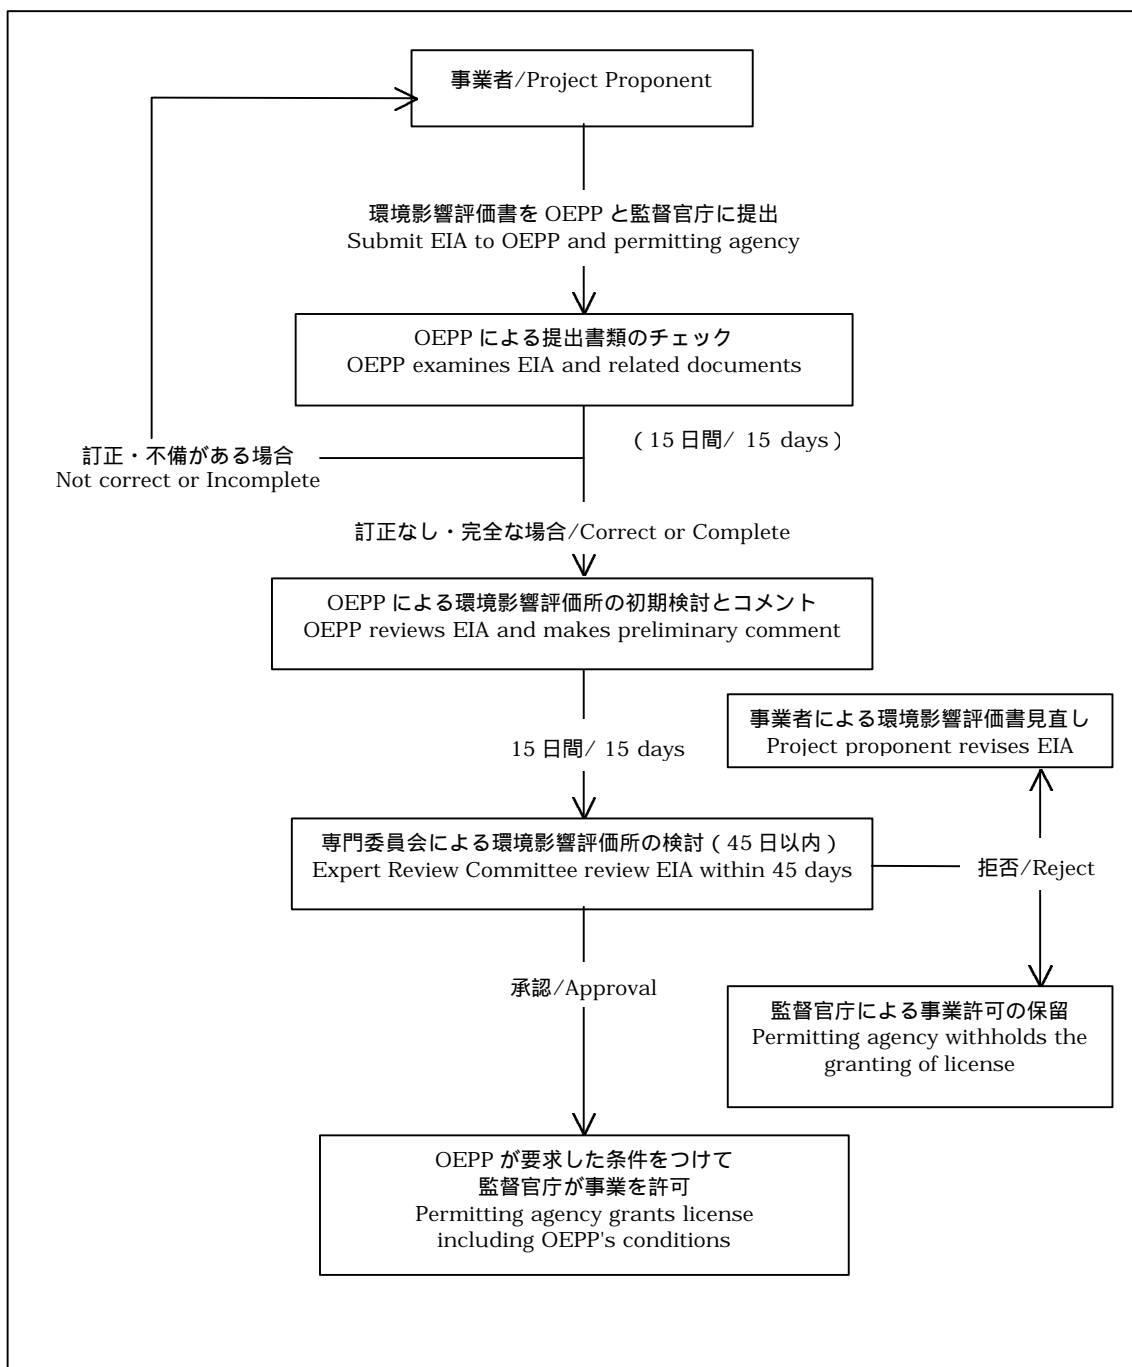 事業者/Project Proponent
環境影響評価書を OEPP と監督官庁に提出
Submit EIA to OEPP and permitting agency
OEPP による提出書類のチェック
OEPP examines EIA and related documents
(15 日間/ 15 days)
訂正・不備がある場合
Not correct or Incomplete
訂正なし・完全な場合/Correct or Complete
OEPP による環境影響評価所の初期検討とコメント
OEPP reviews EIA and makes preliminary comment
15 日間/ 15 days
事業者による環境影響評価書見直し
Project proponent revises EIA
専門委員会による環境影響評価所の検討(45 日以内)
Expert Review Committee review EIA within 45 days
拒否/Reject
承認/Approval
監督官庁による事業許可の保留
Permitting agency withholds the
granting of license
OEPP が要求した条件をつけて
監督官庁が事業を許可
Permitting agency grants license
including OEPP's conditions